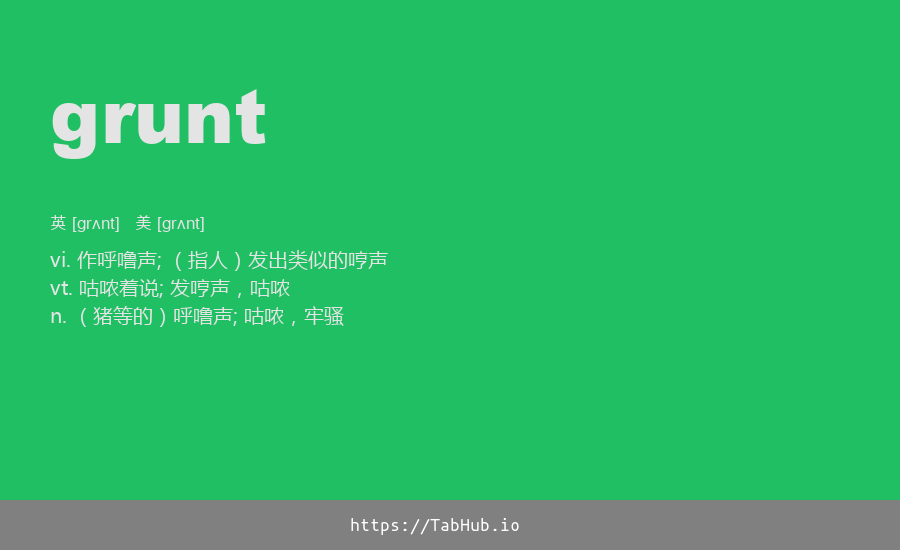 grunt
英 [grʌnt]   美 [grʌnt]
vi. 作呼噜声; （指人）发出类似的哼声
vt. 咕哝着说; 发哼声，咕哝
n. （猪等的）呼噜声; 咕哝，牢骚
https://TabHub.io